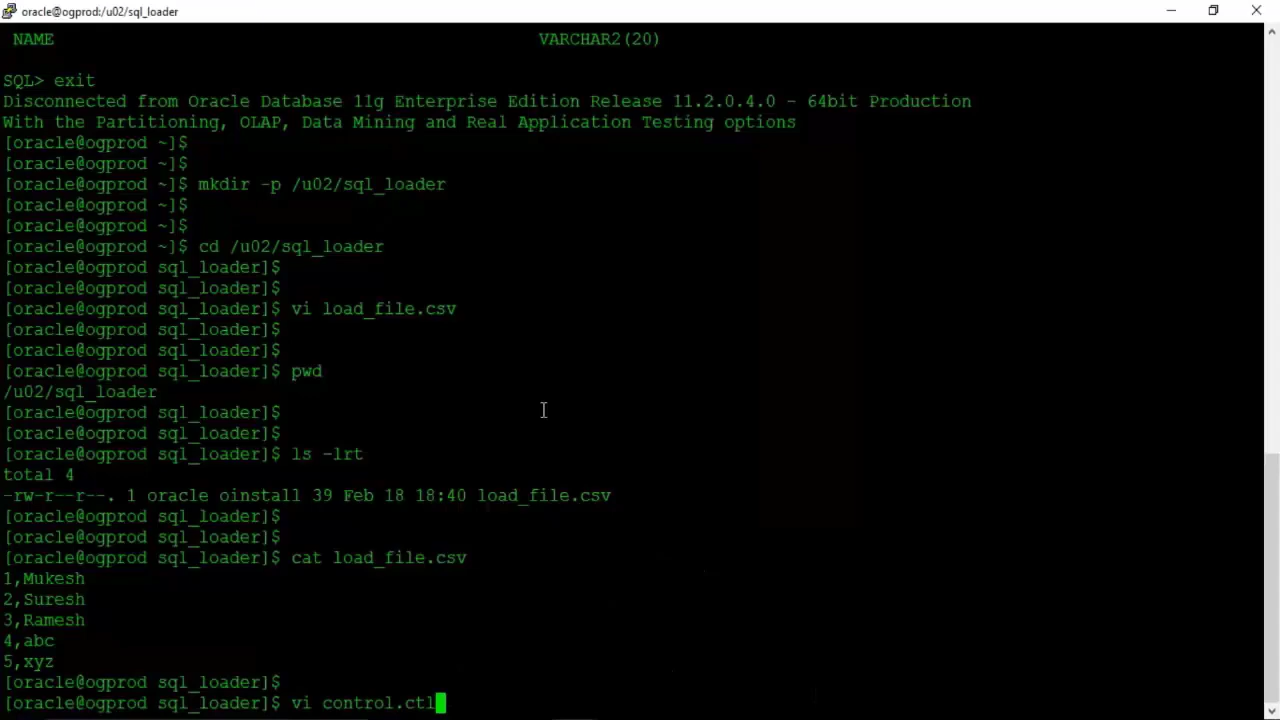 oracle@ogprod:/u02/sql_loader
NAME VARCHAR2(20)
SQL> exit
Disconnected from Oracle Database 11g Enterprise Edition Release 11.2.0.4.0 - 64bit Production
With the Partitioning, OLAP, Data Mining and Real Application Testing options
[oracle@ogprod ~]$
[oracle@ogprod ~]$
[oracle@ogprod ~]$ mkdir -p /u02/sql_loader
[oracle@ogprod ~]$
[oracle@ogprod ~]$
[oracle@ogprod ~]$ cd /u02/sql_loader
[oracle@ogprod sql_loader]$
[oracle@ogprod sql_loader]$
[oracle@ogprod sql_loader]$ vi load_file.csv
[oracle@ogprod sql_loader]$
[oracle@ogprod sql_loader]$
[oracle@ogprod sql_loader]$ pwd
/u02/sql_loader
[oracle@ogprod sql_loader]$
[oracle@ogprod sql_loader]$
[oracle@ogprod sql_loader]$ ls -lrt
total 4
-rw-r--r--. 1 oracle oinstall 39 Feb 18 18:40 load_file.csv
[oracle@ogprod sql_loader]$
[oracle@ogprod sql_loader]$
[oracle@ogprod sql_loader]$ cat load_file.csv
1,Mukesh
2,Suresh
3,Ramesh
4,abc
5,xyz
[oracle@ogprod sql_loader]$
[oracle@ogprod sql_loader]$ vi control.ctl